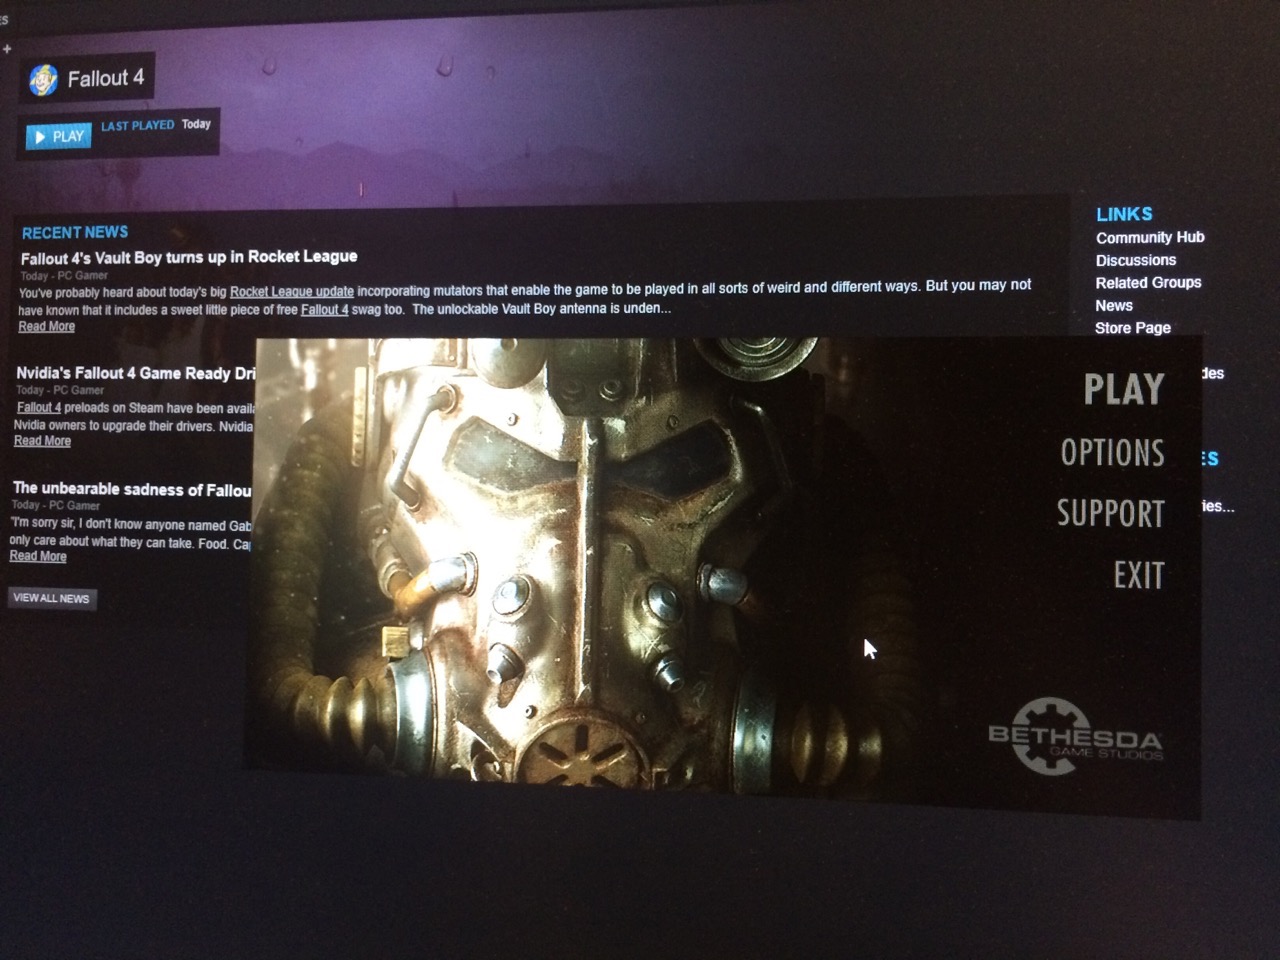 ES
+
Fallout 4
PLAY LAST PLAYED Today
RECENT NEWS
Fallout 4's Vault Boy turns up in Rocket League
Today - PC Gamer
You've probably heard about today's big Rocket League update incorporating mutators that enable the game to be played in all sorts of weird and different ways. But you may not
have known that it includes a sweet little piece of free Fallout 4 swag too. The unlockable Vault Boy antenna is unden...
Read More
Nvidia's Fallout 4 Game Ready Dri
Today - PC Gamer
Fallout 4 preloads on Steam have been avail
Nvidia owners to upgrade their drivers. Nvidia
Read More
The unbearable sadness of Fallou
Today - PC Gamer
"I'm sorry sir, I don't know anyone named Gab
only care about what they can take. Food. Ca
Read More
VIEW ALL NEWS
LINKS
Community Hub
Discussions
Related Groups
News
Store Page
des
ES
ies...
PLAY
OPTIONS
SUPPORT
EXIT
BETHESDA
GAME STUDIOS